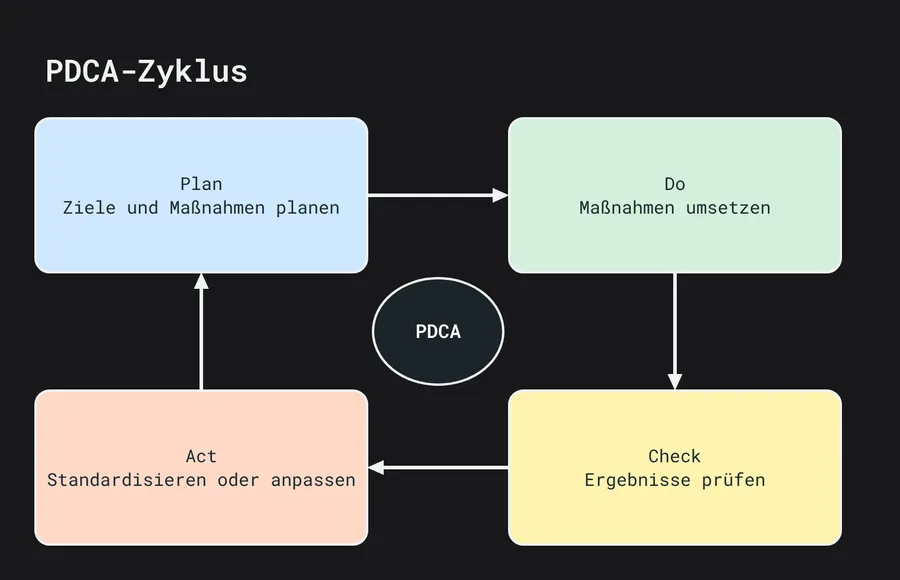 PDCA-Zyklus
Plan
Ziele und Maßnahmen planen
Do
Maßnahmen umsetzen
PDCA
Act
Standardisieren oder anpassen
Check
Ergebnisse prüfen